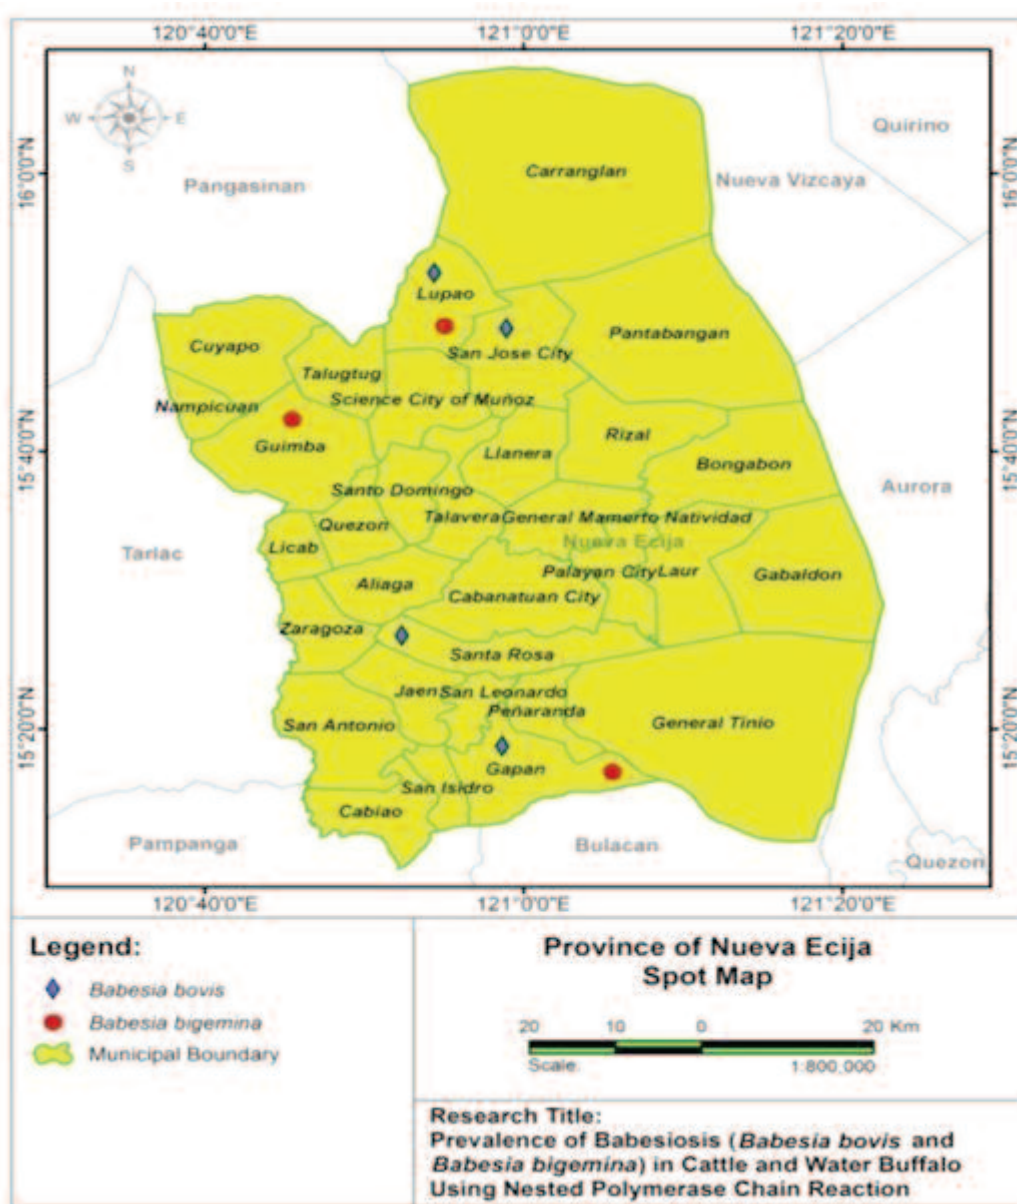 120°40'0"E 121°0'0"E 121°20'0"E
N
W E
S
Quirino
Carranglan
Nueva Vizcaya
Pangasinan
16°0'0"N 16°0'0"N
Lupao
Pantabangan
Cuyapo
San Jose City
Talugtug
Science City of Muñoz
Nampicuan
Rizal
Guimba
Llanera
15°40'0"N 15°40'0"N
Bongabon
Aurora
Santo Domingo
Quezon
Talavera General Mamerto Natividad
Nueva Ecija
Licab
Tarlac
Palayan City Laur
Gabaldon
Aliaga
Cabanatuan City
Zaragoza
Santa Rosa
Jaen San Leonardo
Peñaranda
San Antonio
General Tinio
15°20'0"N 15°20'0"N
Gapan
San Isidro
Cabiao
Pampanga
Bulacan
Quezon
120°40'0"E 121°0'0"E 121°20'0"E
Legend:
Babesia bovis
Babesia bigemina
Municipal Boundary
Province of Nueva Ecija
Spot Map
20 10 0 20 Km
Scale: 1:800,000
Research Title:
Prevalence of Babesiosis (Babesia bovis and
Babesia bigemina) in Cattle and Water Buffalo
Using Nested Polymerase Chain Reaction